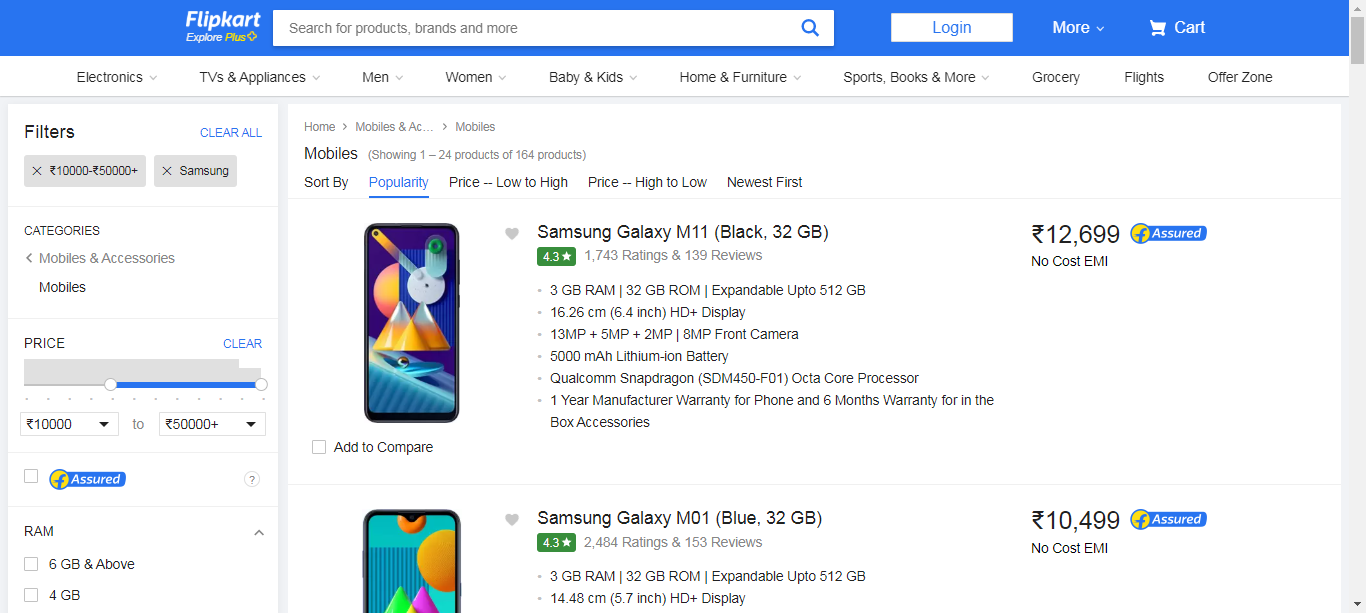 Flipkart
Explore Plus
Search for products, brands and more
Login
More
Cart
Electronics
TVs & Appliances
Men
Women
Baby & Kids
Home & Furniture
Sports, Books & More
Grocery
Flights
Offer Zone
Filters
CLEAR ALL
₹10000-₹50000+
Samsung
CATEGORIES
Mobiles & Accessories
Mobiles
PRICE
CLEAR
₹10000
to
₹50000+
Assured
?
RAM
6 GB & Above
4 GB
Home
Mobiles & Ac...
Mobiles
Mobiles (Showing 1 – 24 products of 164 products)
Sort By
Popularity
Price -- Low to High
Price -- High to Low
Newest First
Samsung Galaxy M11 (Black, 32 GB)
4.3 ★ 1,743 Ratings & 139 Reviews
3 GB RAM | 32 GB ROM | Expandable Upto 512 GB
16.26 cm (6.4 inch) HD+ Display
13MP + 5MP + 2MP | 8MP Front Camera
5000 mAh Lithium-ion Battery
Qualcomm Snapdragon (SDM450-F01) Octa Core Processor
1 Year Manufacturer Warranty for Phone and 6 Months Warranty for in the
Box Accessories
₹12,699
Assured
No Cost EMI
Add to Compare
Samsung Galaxy M01 (Blue, 32 GB)
4.3 ★ 2,484 Ratings & 153 Reviews
3 GB RAM | 32 GB ROM | Expandable Upto 512 GB
14.48 cm (5.7 inch) HD+ Display
₹10,499
Assured
No Cost EMI